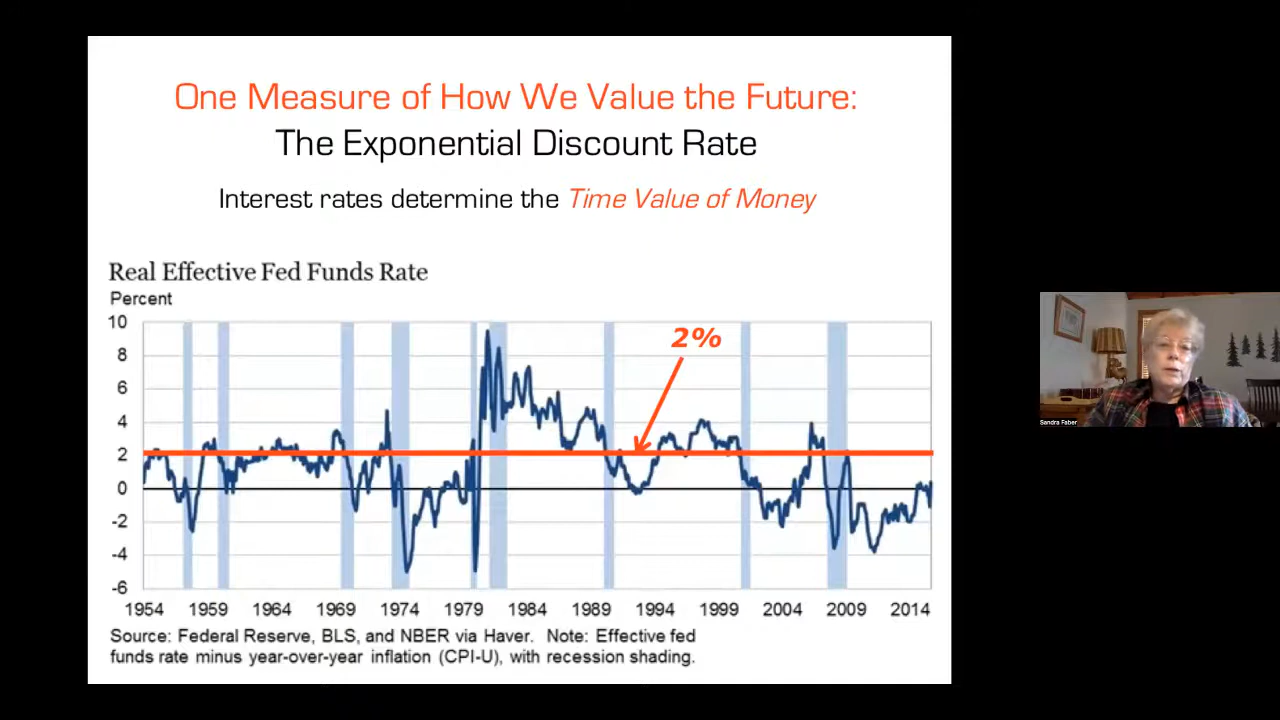 One Measure of How We Value the Future:
The Exponential Discount Rate
Interest rates determine the Time Value of Money
Real Effective Fed Funds Rate
Percent
10
8
6
4
2
0
-2
-4
-6
2%
1954 1959 1964 1969 1974 1979 1984 1989 1994 1999 2004 2009 2014
Source: Federal Reserve, BLS, and NBER via Haver. Note: Effective fed
funds rate minus year-over-year inflation (CPI-U), with recession shading.
Sandra Faber